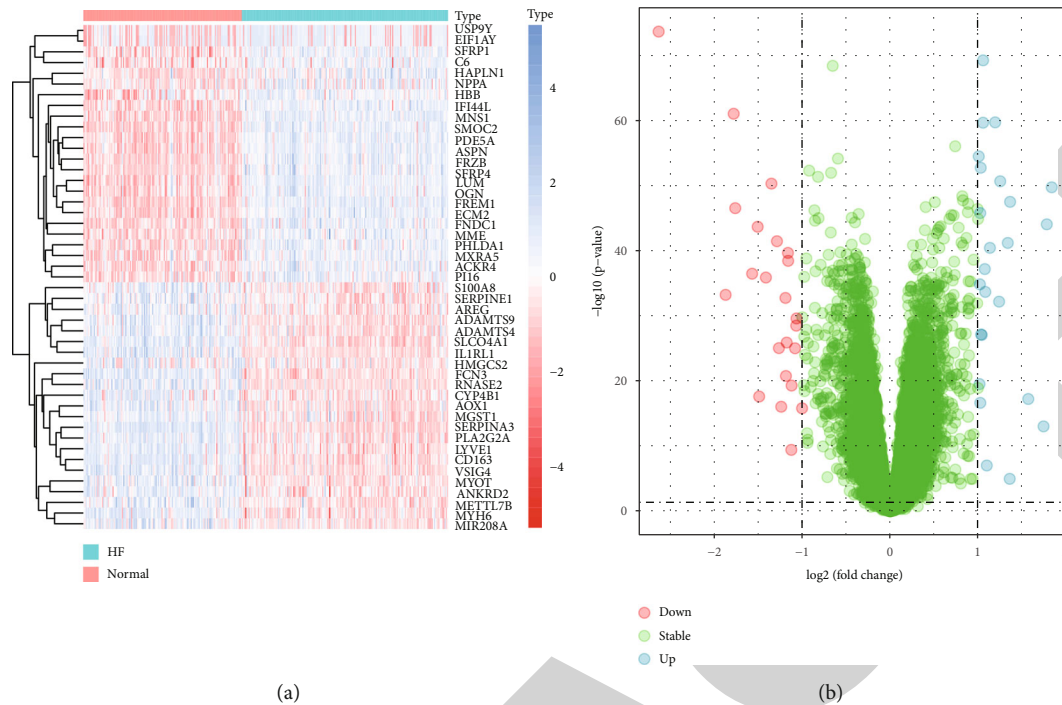 Type
USP9Y
EIF1AY
SFRP1
C6
HAPLN1
NPPA
HBB
IFI44L
MNS1
SMOC2
PDE5A
ASPN
FRZB
SFRP4
LUM
OGN
FREM1
ECM2
FNDC1
MME
PHLDA1
MXRA5
ACKR4
PI16
S100A8
SERPINE1
AREG
ADAMTS9
ADAMTS4
SLCO4A1
IL1RL1
HMGCS2
FCN3
RNASE2
CYP4B1
AOX1
MGST1
SERPINA3
PLA2G2A
LYVE1
CD163
VSIG4
MYOT
ANKRD2
METTL7B
MYH6
MIR208A
Type
4
2
0
−2
−4
HF
Normal
(a)
−log10 (p−value)
60
40
20
0
−2
−1
0
1
log2 (fold change)
Down
Stable
Up
(b)